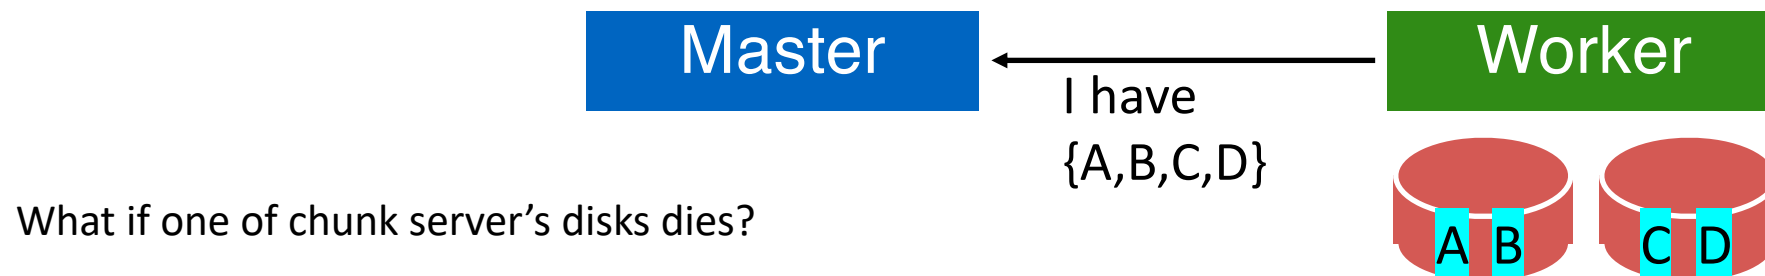 Master
Worker
I have
{A,B,C,D}
What if one of chunk server’s disks dies?
A B
C D